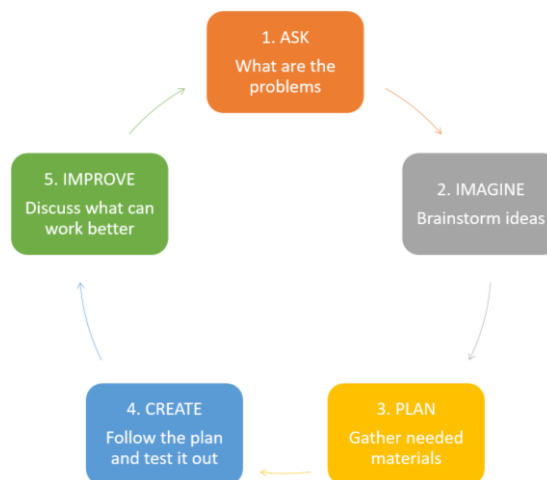 1. ASK
What are the
problems
2. IMAGINE
Brainstorm ideas
3. PLAN
Gather needed
materials
4. CREATE
Follow the plan
and test it out
5. IMPROVE
Discuss what can
work better